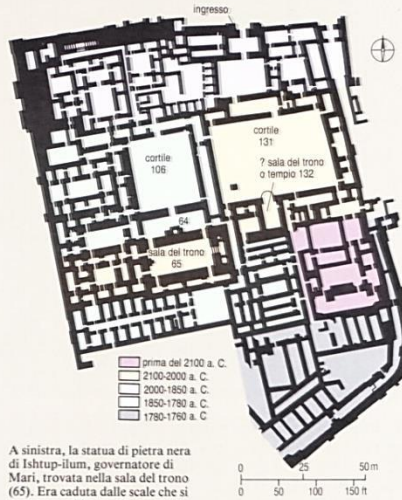 ingresso
cortile
131
cortile
106
? sala del trono
o tempio 132
64
sala del trono
65
prima del 2100 a. C.
2100-2000 a. C.
2000-1850 a. C.
1850-1780 a. C.
1780-1760 a. C
A sinistra, la statua di pietra nera
di Ishtup-ilum, governatore di
Mari, trovata nella sala del trono
(65). Era caduta dalle scale che si
0 25 50 m
0 50 100 150 ft